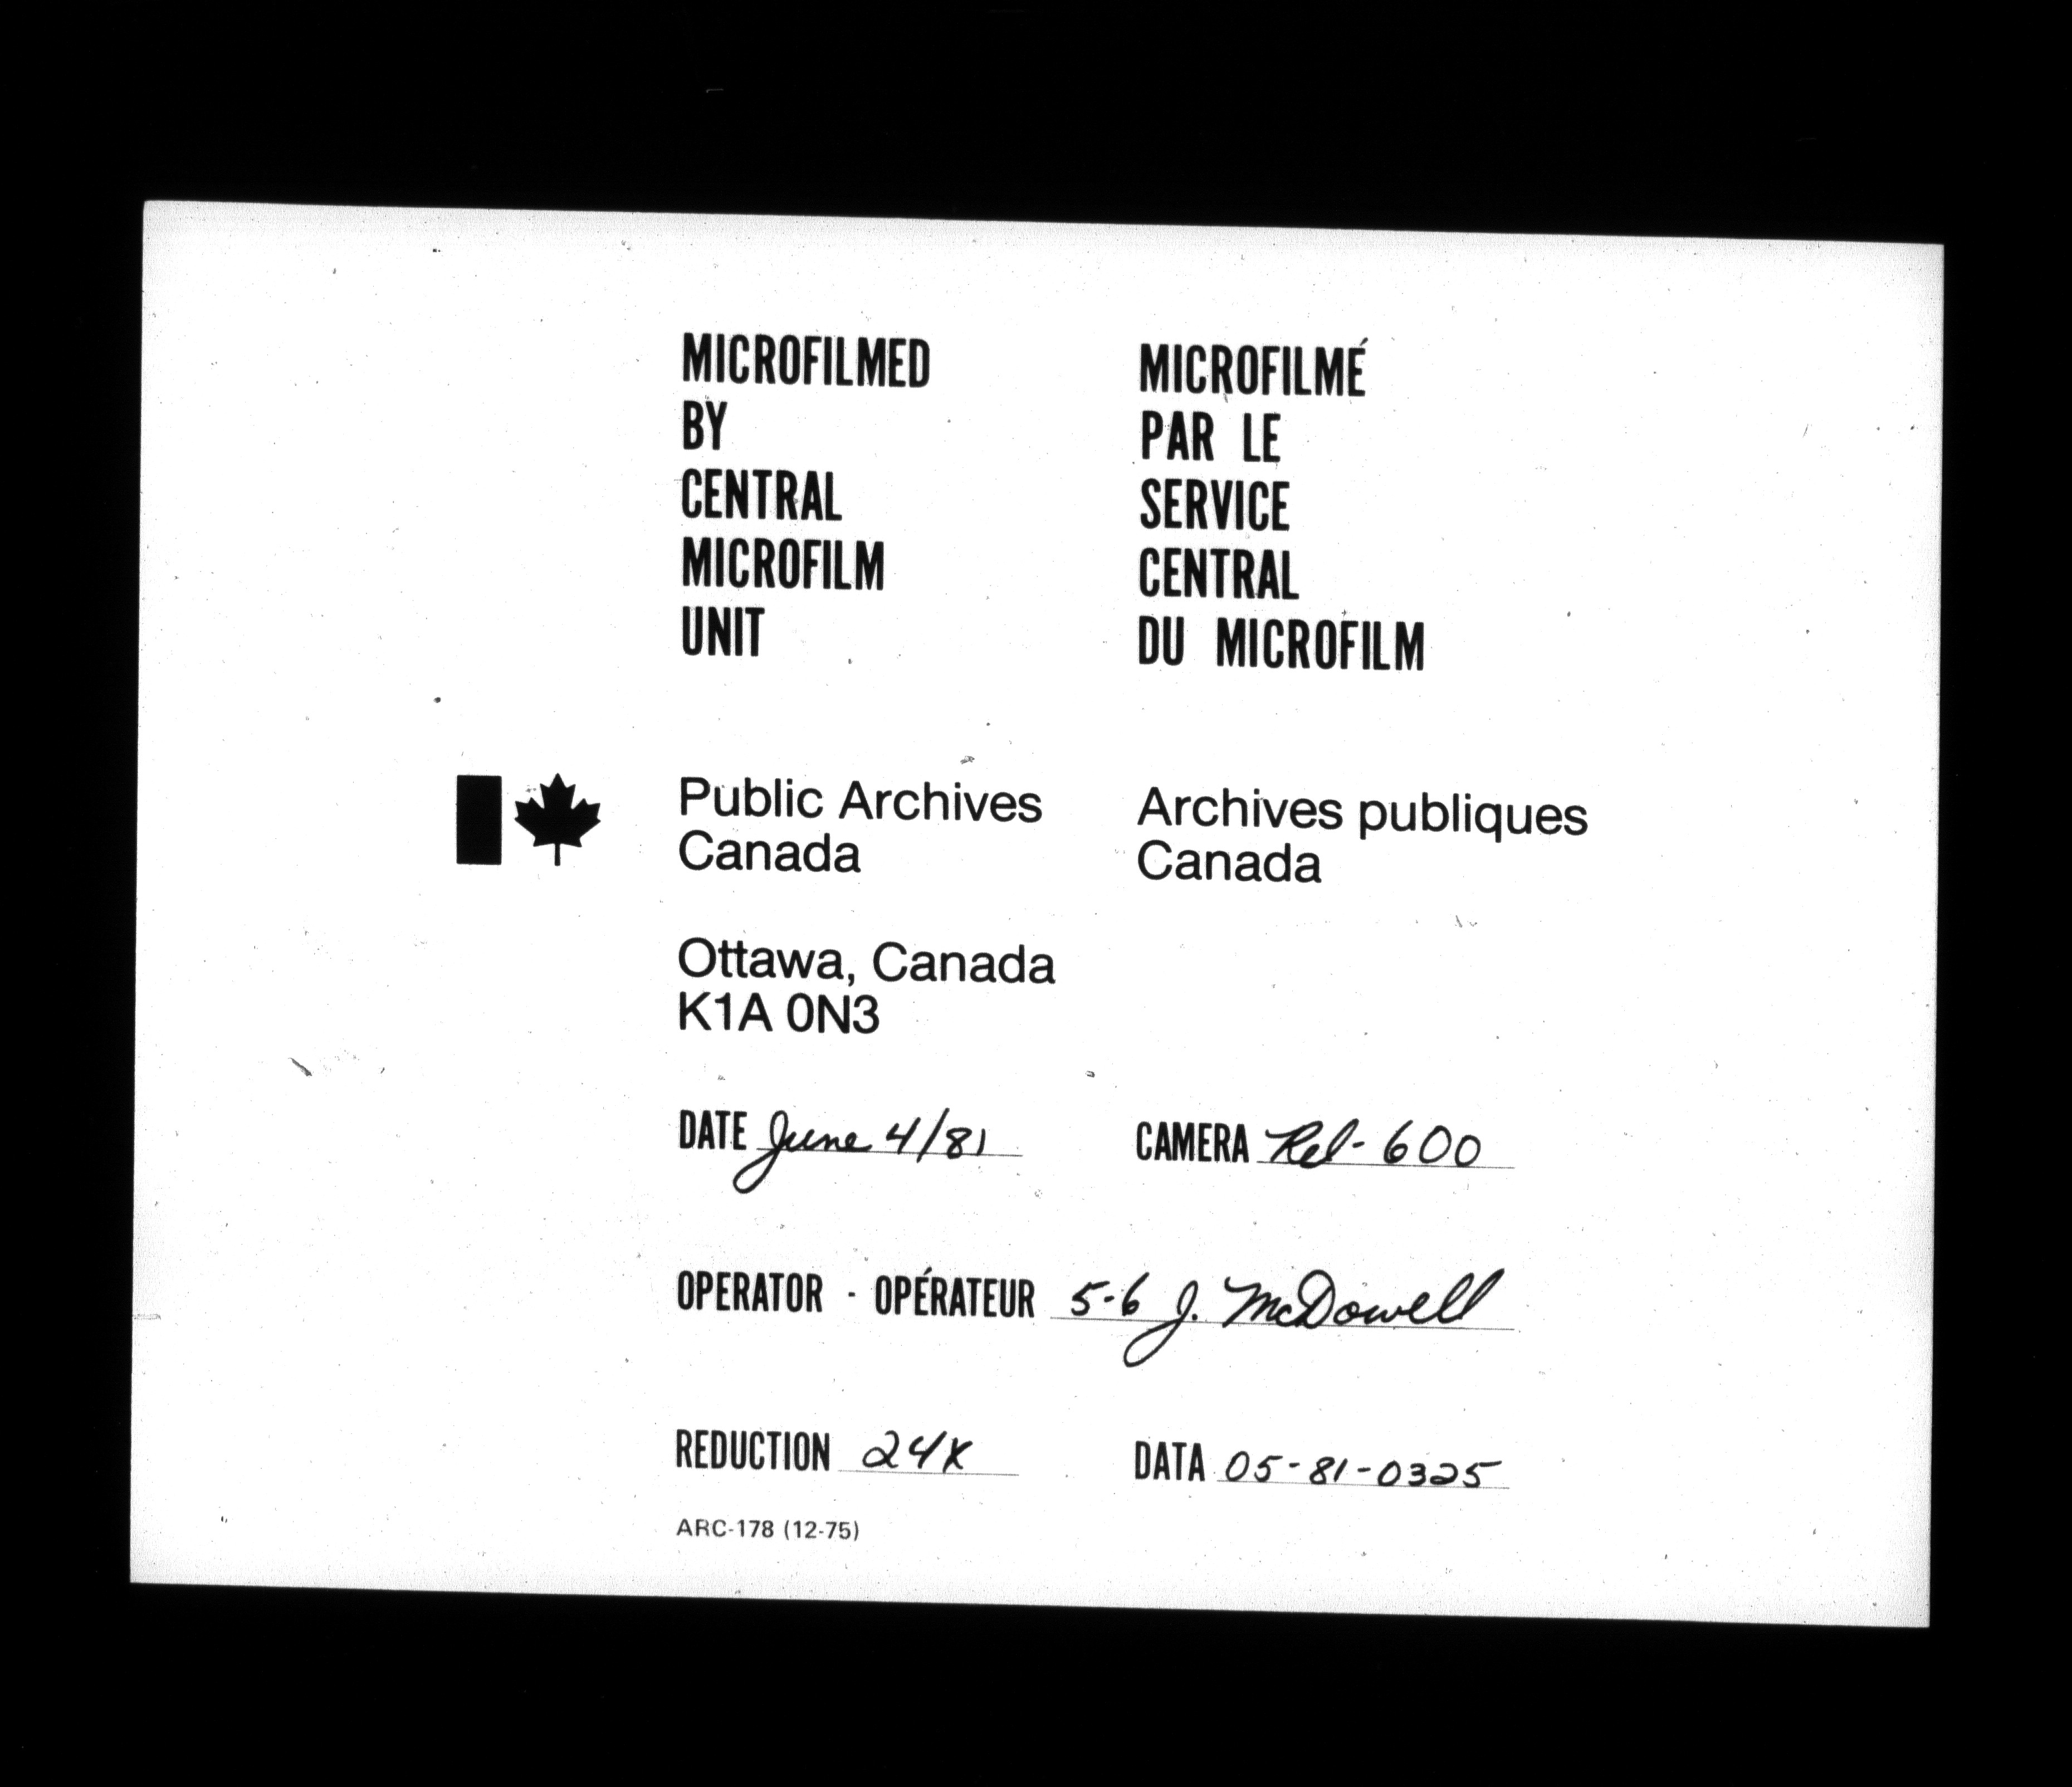 MICROFILMED
BY
CENTRAL
MICROFILM
UNIT
MICROFILMÉ
PAR LE
SERVICE
CENTRAL
DU MICROFILM
Public Archives
Canada
Archives publiques
Canada
Ottawa, Canada
K1A 0N3
DATE June 4/81
CAMERA Rel-600
OPERATOR - OPÉRATEUR 5-6 J. McDowell
REDUCTION 24X
DATA 05-81-0325
ARC-178 (12-75)